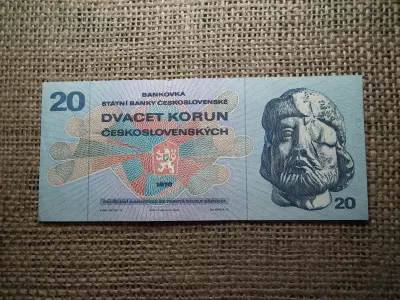 20
BANKOVKA
STÁTNÍ BANKY ČESKOSLOVENSKÉ
DVACET KORUN
ČESKOSLOVENSKÝCH
1970
20